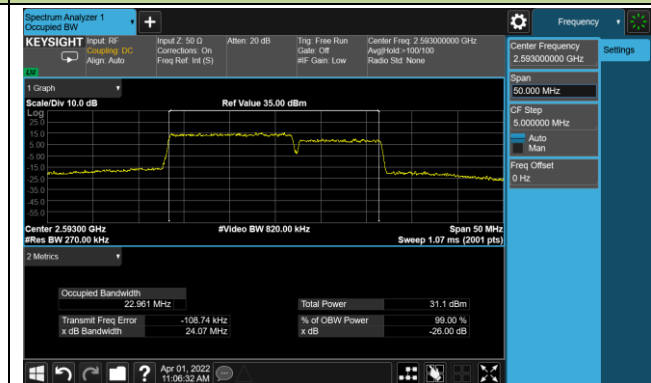 Spectrum Analyzer 1
Occupied BW
Frequency
KEYSIGHT
Input: RF
Coupling: DC
Align: Auto
Input Z: 50 Ω
Corrections: On
Freq Ref: Int (S)
Atten: 20 dB
Trig: Free Run
Gate: Off
#IF Gain: Low
Center Freq: 2.593000000 GHz
Avg|Hold:>100/100
Radio Std: None
LW
Center Frequency
2.593000000 GHz
Settings
Span
50.000 MHz
CF Step
5.000000 MHz
Auto
Man
Freq Offset
0 Hz
1 Graph
Scale/Div 10.0 dB
Ref Value 35.00 dBm
Log
25.0
15.0
5.00
-5.00
-15.0
-25.0
-35.0
-45.0
-55.0
Center 2.59300 GHz
#Video BW 820.00 kHz
Span 50 MHz
#Res BW 270.00 kHz
Sweep 1.07 ms (2001 pts)
2 Metrics
Occupied Bandwidth
22.961 MHz
Total Power
31.1 dBm
Transmit Freq Error
-108.74 kHz
% of OBW Power
99.00 %
x dB Bandwidth
24.07 MHz
x dB
-26.00 dB
?
Apr 01, 2022
11:06:32 AM